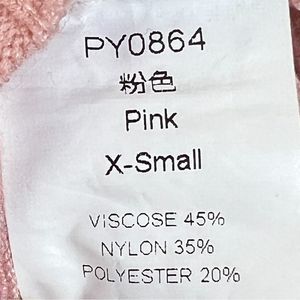 PY0864
粉色
Pink
X-Small
VISCOSE 45%
NYLON 35%
POLYESTER 20%